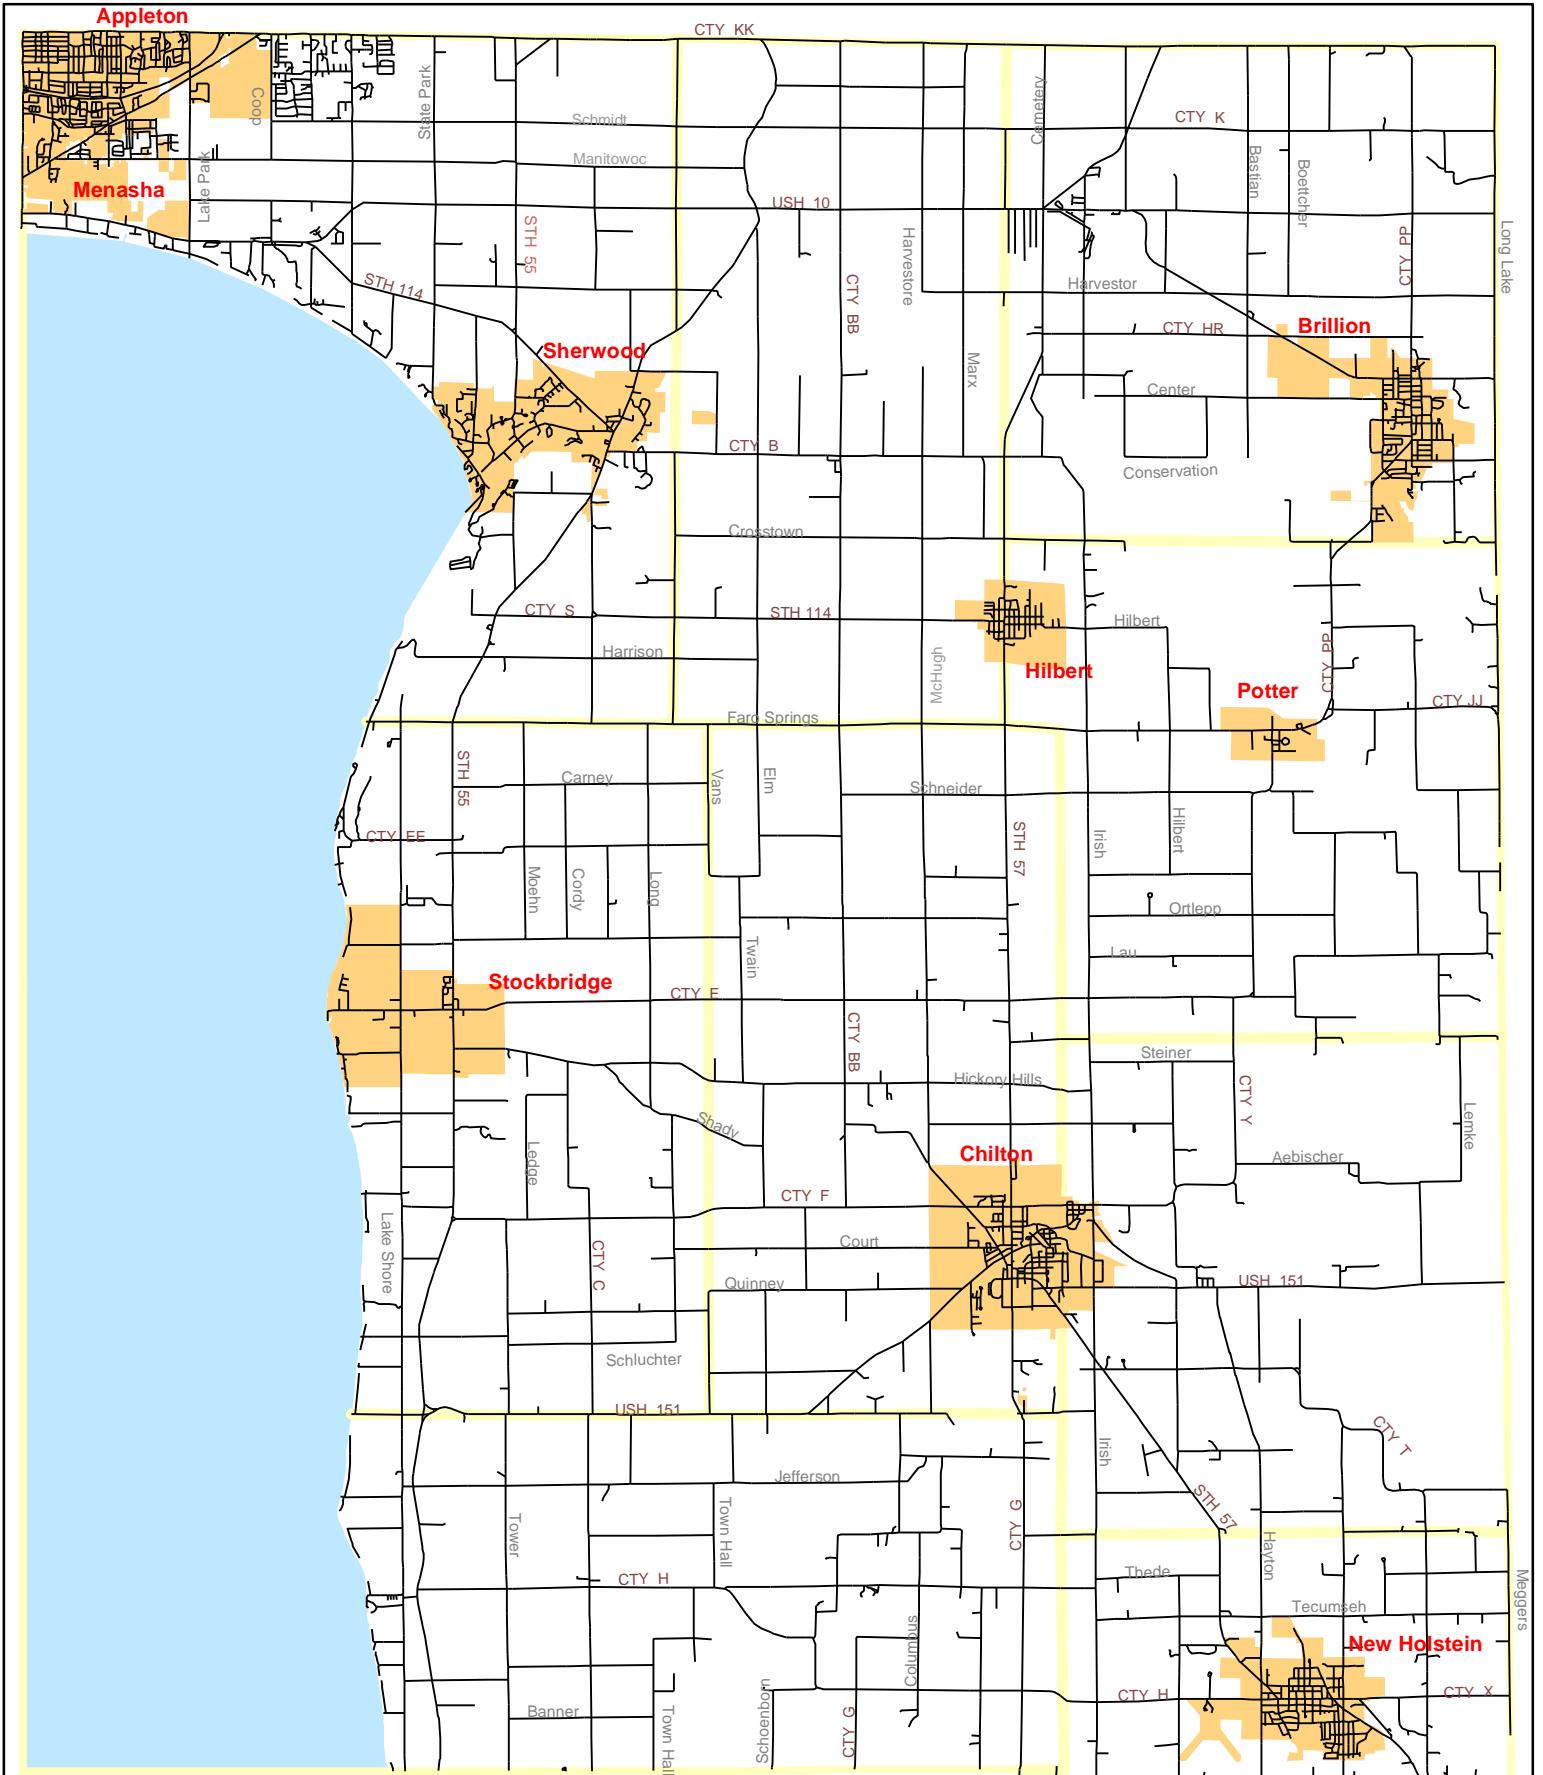 Appleton
CTY KK
Coop
State Park
Schmidt
Cemetery
CTY K
Manitowoc
Bastian
Boettcher
Menasha
Lake Park
USH 10
STH 55
Harvestore
CTY PP
Long Lake
STH 114
CTY BB
Harvestor
Brillion
CTY HR
Sherwood
Marx
Center
CTY B
Conservation
Crosstown
CTY S
STH 114
Hilbert
Harrison
McHugh
Hilbert
CTY PP
Potter
CTY JJ
Faro Springs
STH 55
Carney
Vans
Elm
Schneider
CTY EE
STH 57
Irish
Hilbert
Moehn
Cordy
Long
Ortlepp
Twain
Lau
Stockbridge
CTY E
CTY BB
Steiner
Hickory Hills
CTY Y
Shady
Lemke
Ledge
Chilton
Aebischer
CTY F
Lake Shore
CTY C
Court
Quinney
USH 151
Schluchter
USH 151
CTY T
Irish
Jefferson
STH 57
CTY G
Tower
Town Hall
Hayton
CTY H
Thede
Meggers
Tecumseh
Columbus
New Holstein
Schoenborn
CTY H
CTY X
Banner
Town Hall
CTY G